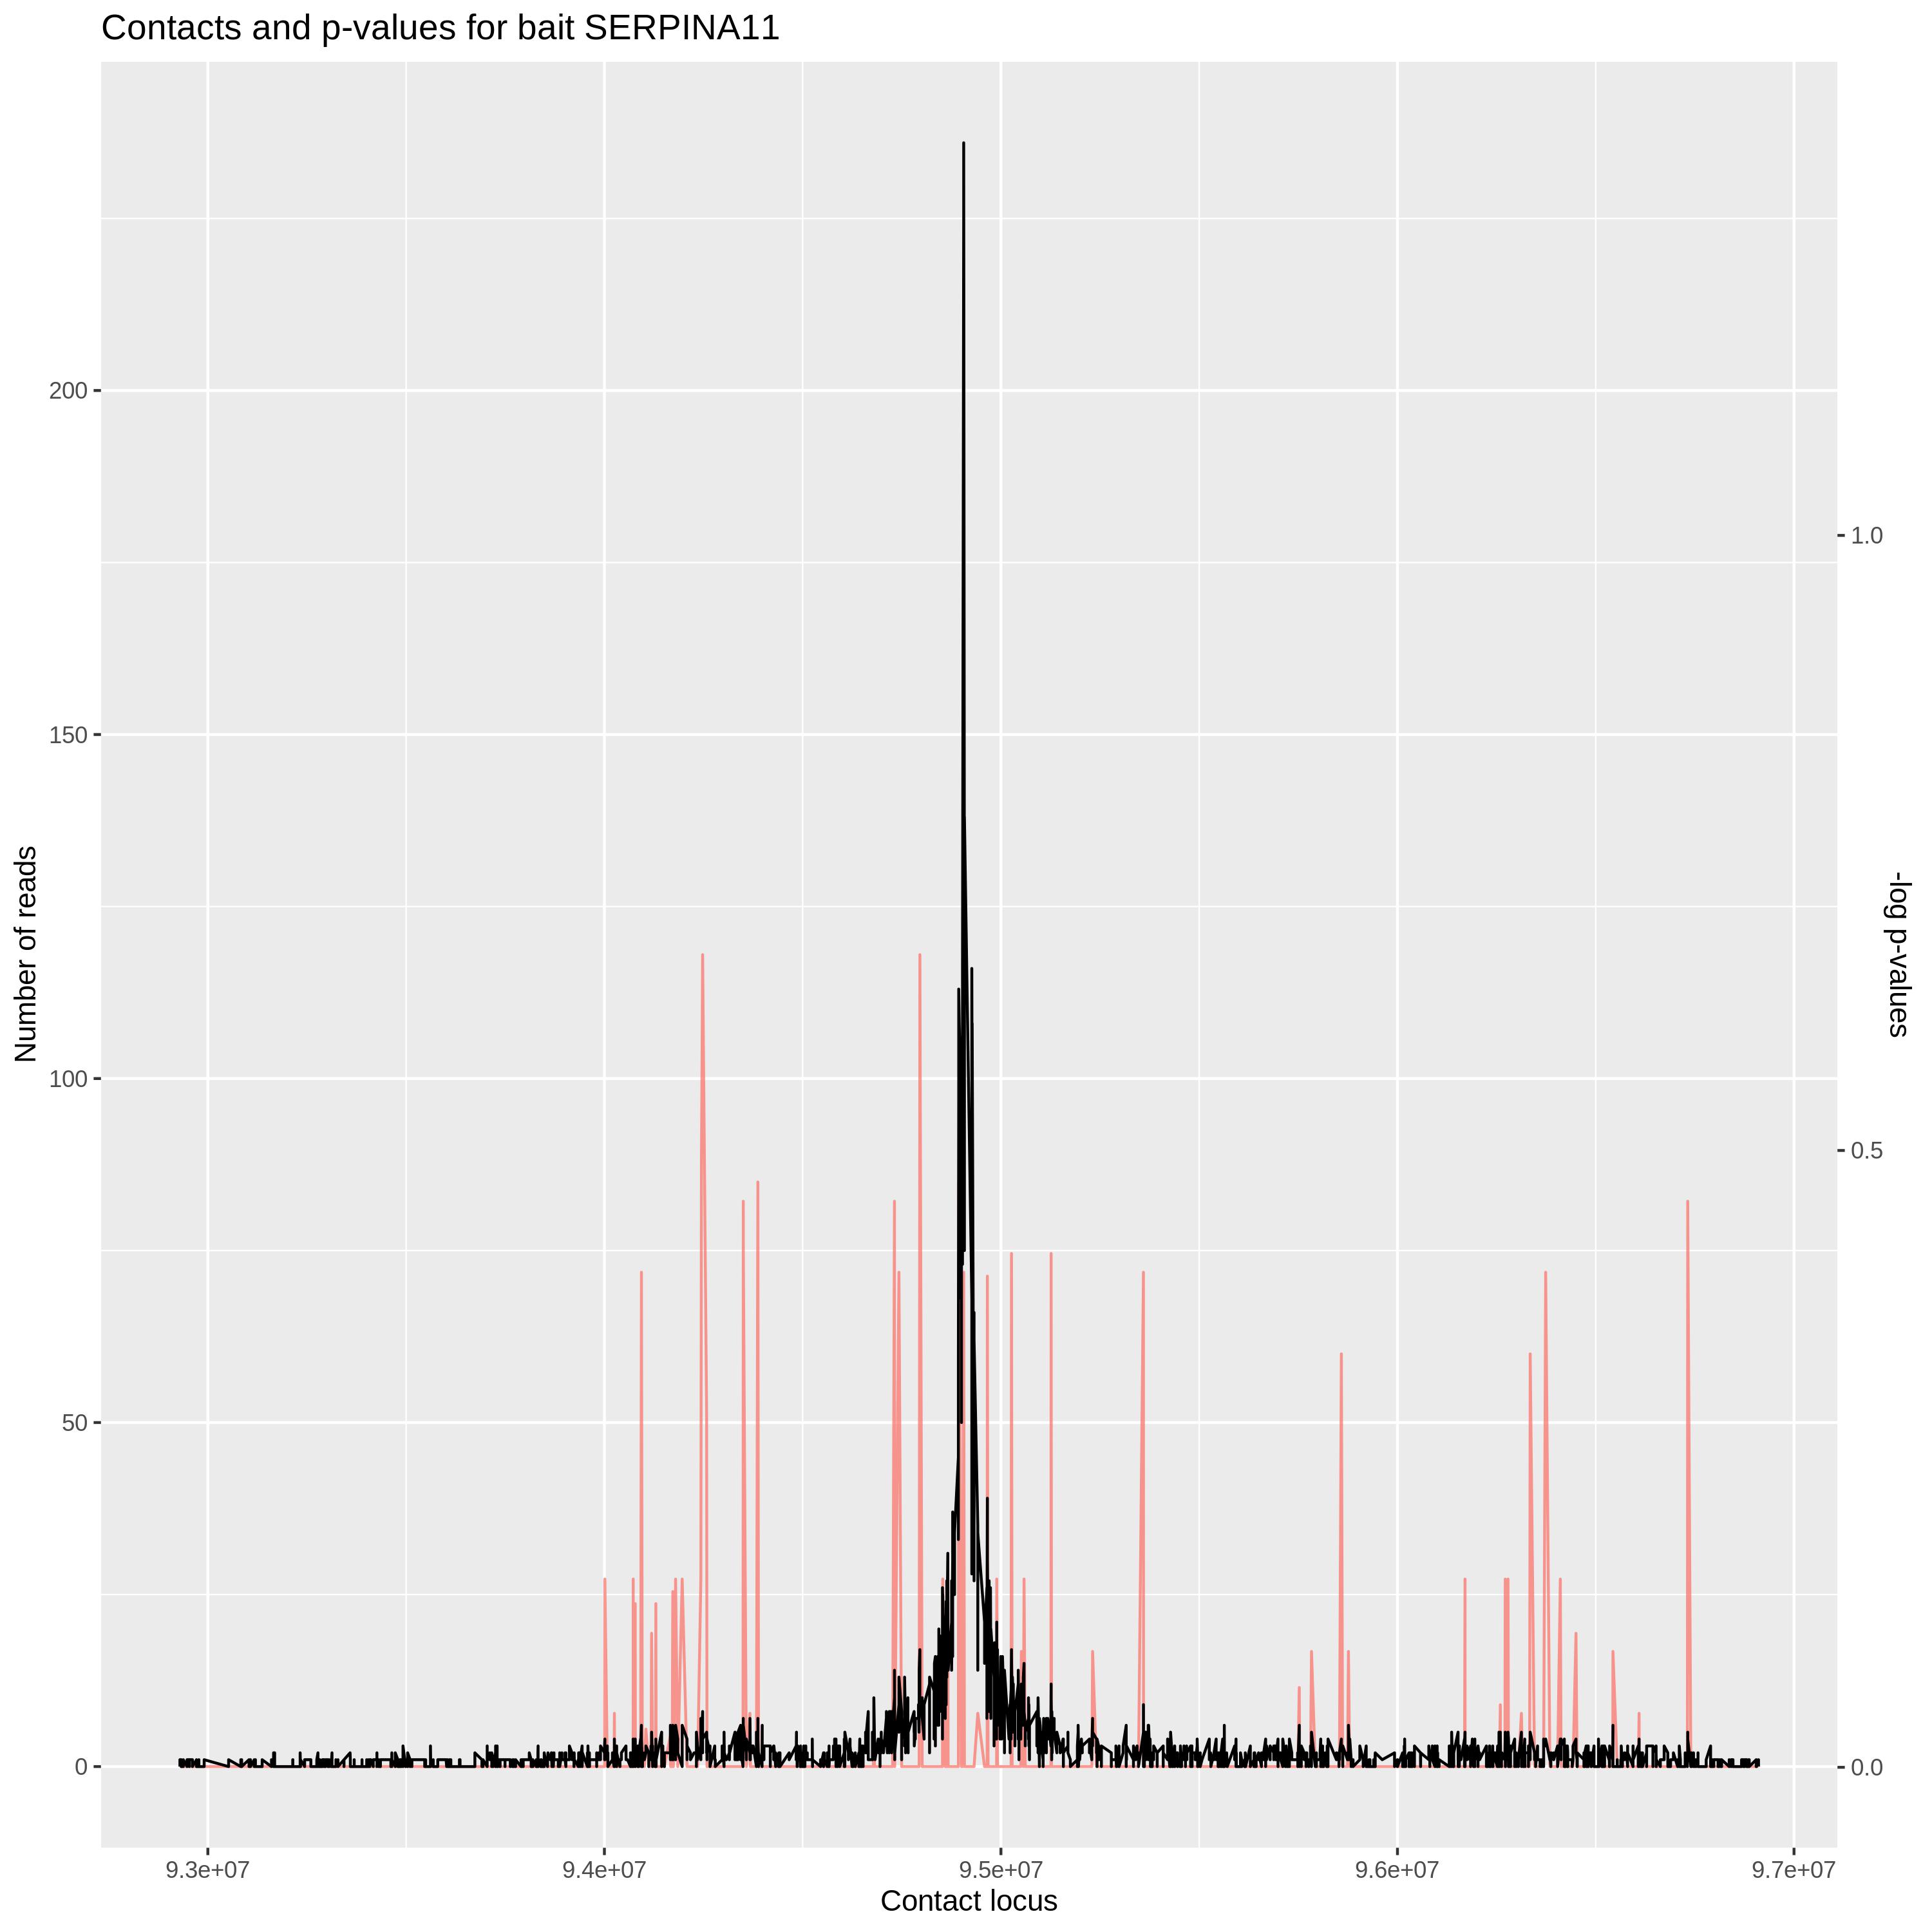 Contacts and p-values for bait SERPINA11
Number of reads
200
150
100
50
0
1.0
0.5
0.0
-log p-values
9.3e+07
9.4e+07
9.5e+07
9.6e+07
9.7e+07
Contact locus